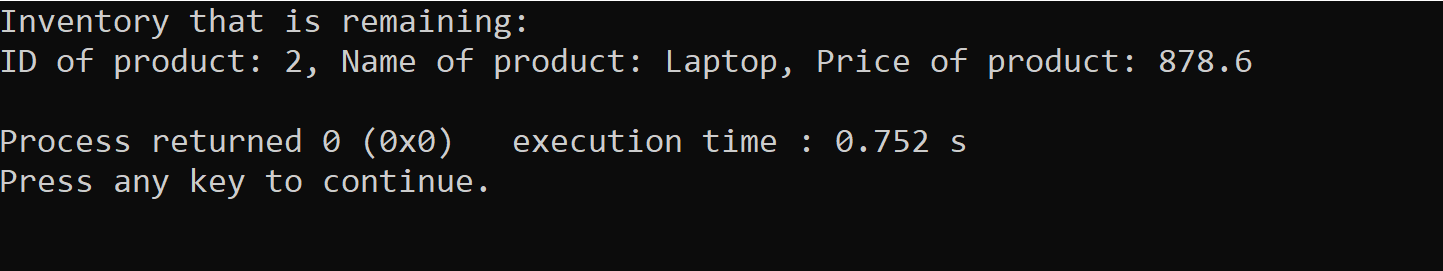 Inventory that is remaining:
ID of product: 2, Name of product: Laptop, Price of product: 878.6
Process returned 0 (0x0)   execution time : 0.752 s
Press any key to continue.